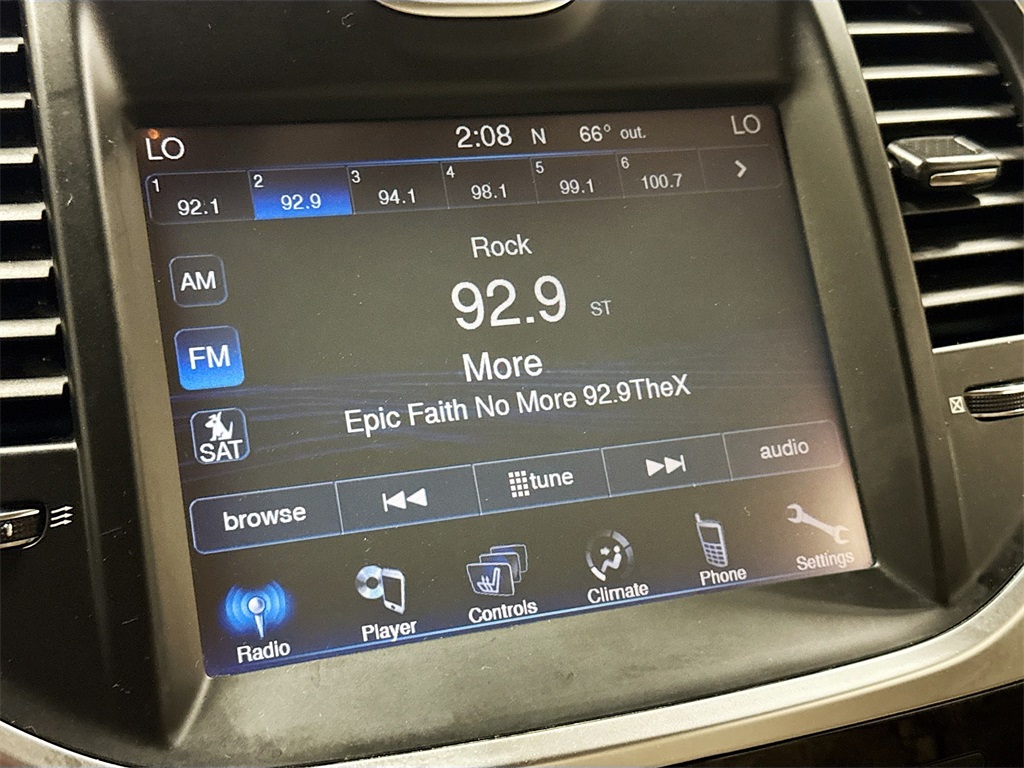 LO 2:08 N 66° out. LO
1 92.1 2 92.9 3 94.1 4 98.1 5 99.1 6 100.7 >
Rock
AM
92.9 ST
FM
More
Epic Faith No More 92.9TheX
SAT
browse tune audio
Radio Player Controls Climate Phone Settings